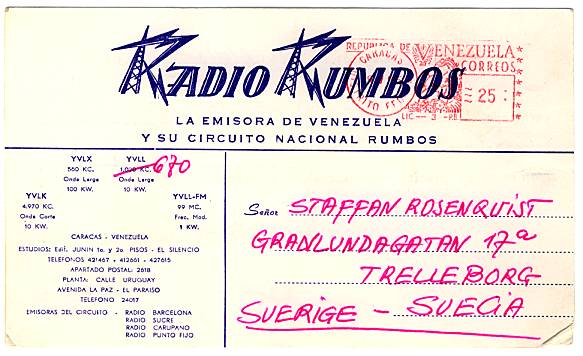 RADIO RUMBOS
LA EMISORA DE VENEZUELA
Y SU CIRCUITO NACIONAL RUMBOS
REPUBLICA DE VENEZUELA
CORREOS
CARACAS
25
YVLX
560 KC.
Onda Larga
100 KW.
YVLL
670
Onda Larga
10 KW.
YVLK
4.970 KC.
Onda Corta
10 KW.
YVLL-FM
99 MC.
Frec. Mod.
1 KW.
CARACAS - VENEZUELA
ESTUDIOS: Edif. JUNIN 1o. y 2o. PISOS - EL SILENCIO
TELEFONOS 421467 - 412661 - 427615
APARTADO POSTAL: 2618
PLANTA: CALLE URUGUAY
AVENIDA LA PAZ - EL PARAISO
TELEFONO 24017
EMISORAS DEL CIRCUITO - RADIO BARCELONA
RADIO SUCRE
RADIO CARUPANO
RADIO PUNTO FIJO
Señor STAFFAN ROSENQUIST
GRANLUNDAGATAN 17a
TRELLEBORG
SVERIGE - SUECIA